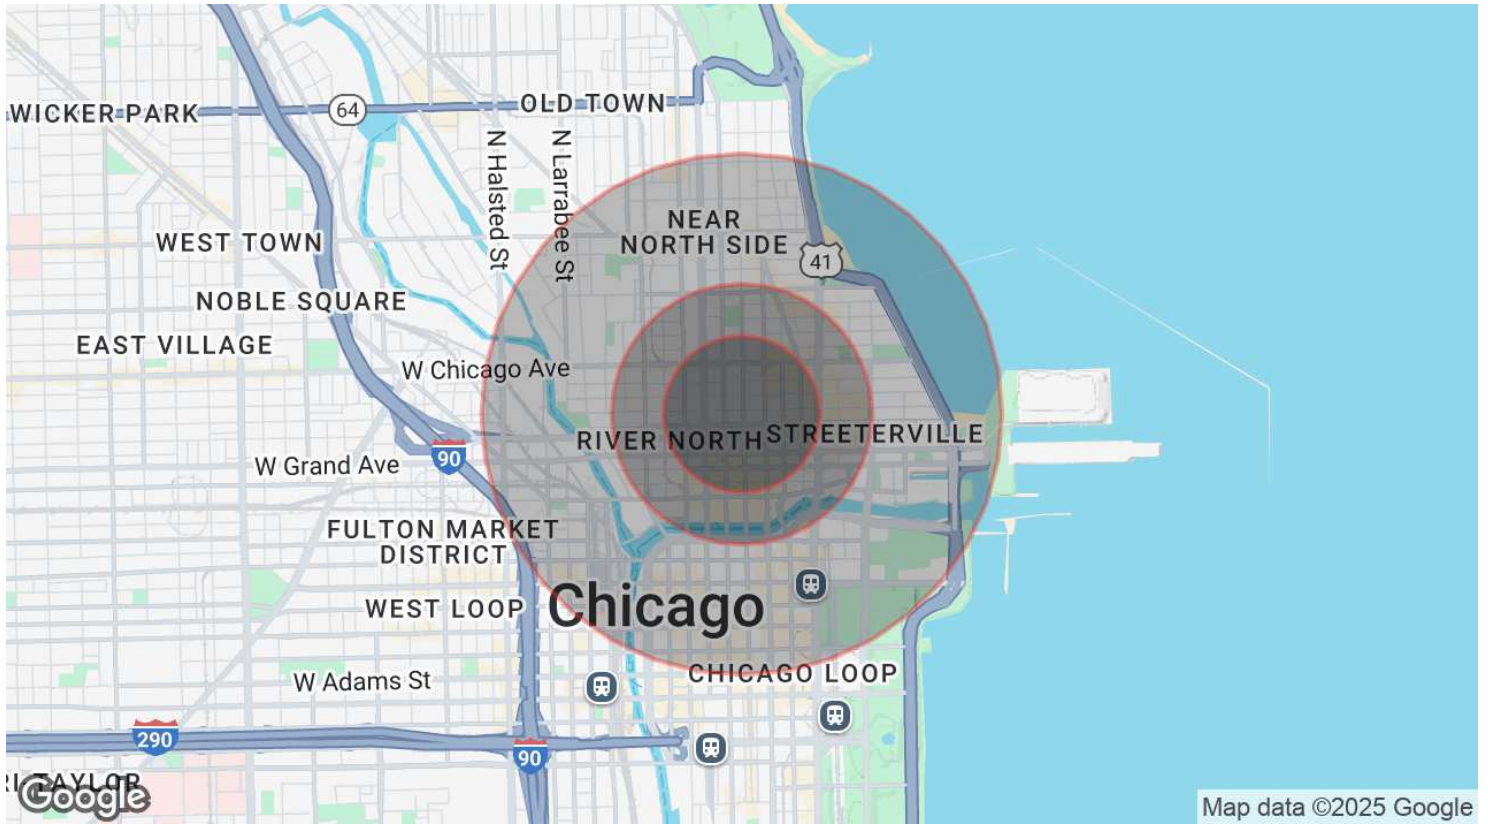 WICKER PARK
64
OLD TOWN
N Halsted St
N Larrabee St
NEAR
NORTH SIDE
WEST TOWN
41
NOBLE SQUARE
EAST VILLAGE
W Chicago Ave
RIVER NORTH
STREETERVILLE
W Grand Ave
90
FULTON MARKET
DISTRICT
WEST LOOP
Chicago
CHICAGO LOOP
W Adams St
290
90
RI TAYLOR
Google
Map data ©2025 Google